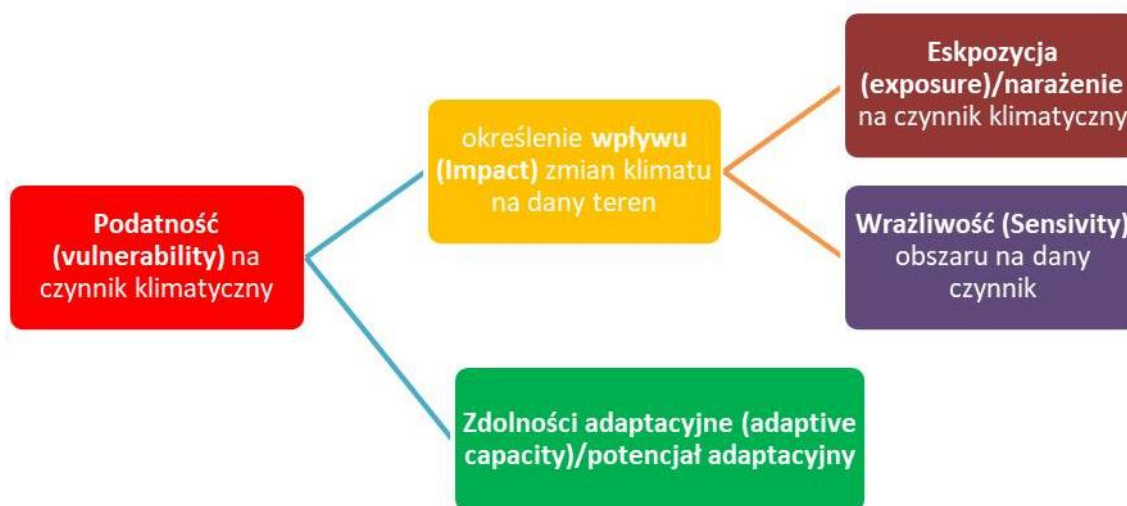 Podatność
(vulnerability) na
czynnik klimatyczny
określenie wpływu
(Impact) zmian klimatu
na dany teren
Eskpozycja
(exposure)/narażenie
na czynnik klimatyczny
Wrażliwość (Sensivity)
obszaru na dany
czynnik
Zdolności adaptacyjne (adaptive
capacity)/potencjał adaptacyjny